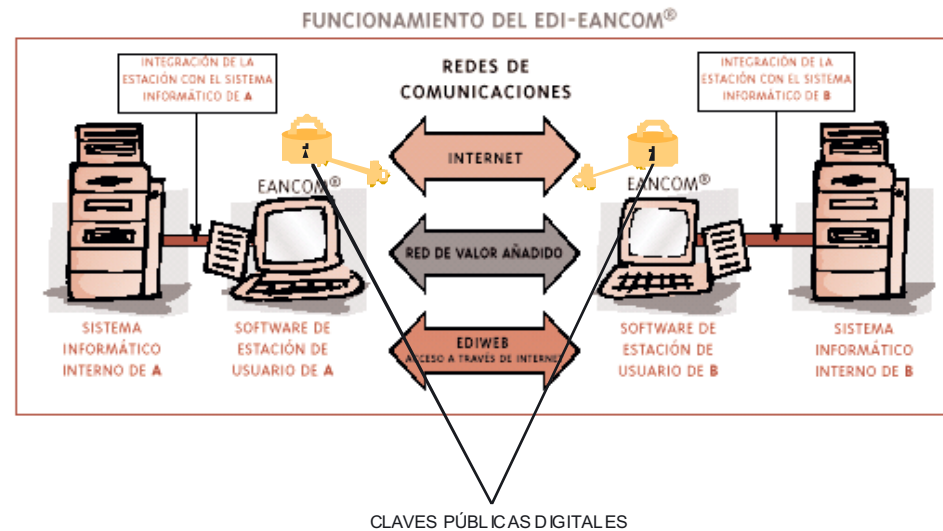 FUNCIONAMIENTO DEL EDI-EANCOM®
INTEGRACIÓN DE LA
ESTACIÓN CON EL SISTEMA
INFORMÁTICO DE A
REDES DE
COMUNICACIONES
INTEGRACIÓN DE LA
ESTACIÓN CON EL SISTEMA
INFORMÁTICO DE B
INTERNET
EANCOM®
EANCOM®
RED DE VALOR AÑADIDO
EDIWEB
ACCESO A TRAVÉS DE INTERNET
SISTEMA
INFORMÁTICO
INTERNO DE A
SOFTWARE DE
ESTACIÓN DE
USUARIO DE A
SOFTWARE DE
ESTACIÓN DE
USUARIO DE B
SISTEMA
INFORMÁTICO
INTERNO DE B
CLAVES PÚBLICAS DIGITALES